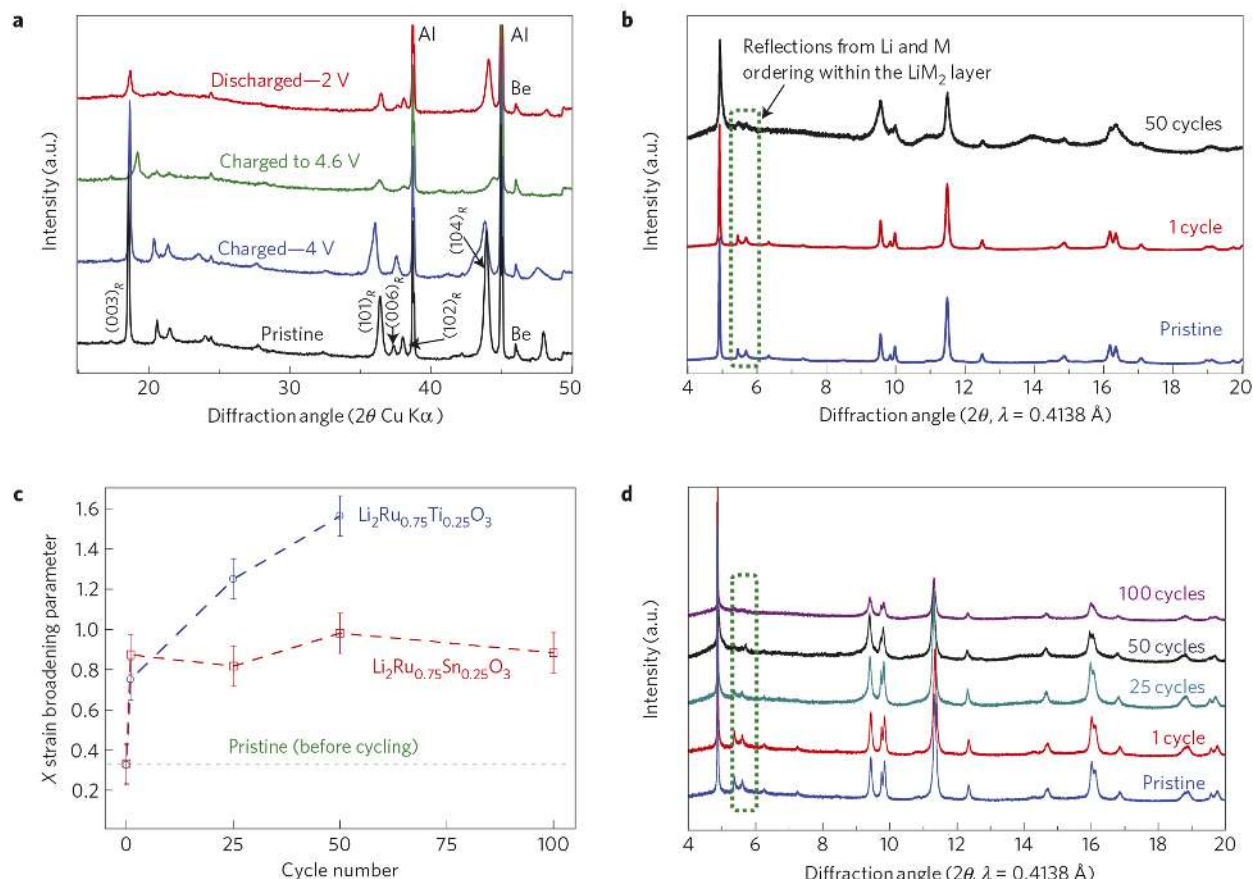 a
Al
Al
Discharged—2 V
Be
Charged to 4.6 V
Charged—4 V
(104)R
(003)R
(101)R
(006)R
(102)R
Pristine
Be
Intensity (a.u.)
20
30
40
50
Diffraction angle (2θ Cu Kα)
b
Reflections from Li and M
ordering within the LiM₂ layer
50 cycles
1 cycle
Pristine
Intensity (a.u.)
4
6
8
10
12
14
16
18
20
Diffraction angle (2θ, λ = 0.4138 Å)
c
1.6
1.4
1.2
1.0
0.8
0.6
0.4
0.2
X strain broadening parameter
Li₂Ru₀.₇₅Ti₀.₂₅O₃
Li₂Ru₀.₇₅Sn₀.₂₅O₃
Pristine (before cycling)
0
25
50
75
100
Cycle number
d
100 cycles
50 cycles
25 cycles
1 cycle
Pristine
Intensity (a.u.)
4
6
8
10
12
14
16
18
20
Diffraction angle (2θ, λ = 0.4138 Å)